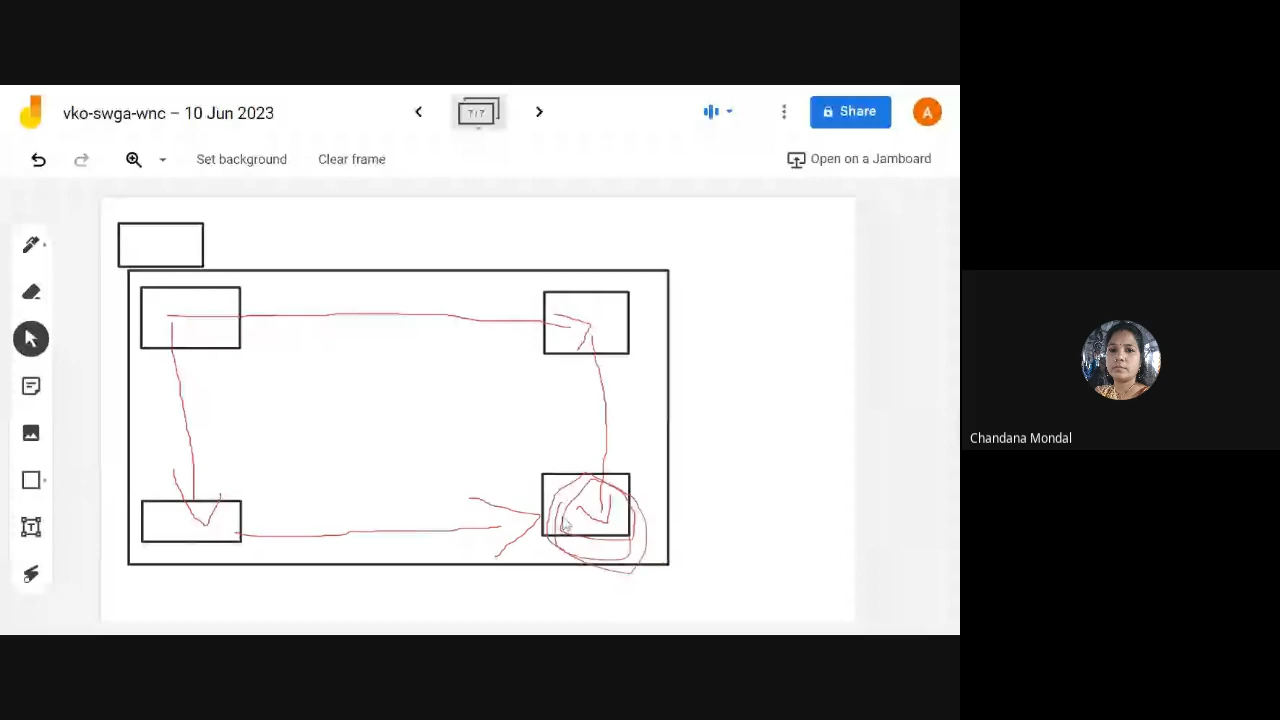 vko-swga-wnc – 10 Jun 2023
7/7
Share
A
Set background
Clear frame
Open on a Jamboard
T
Chandana Mondal